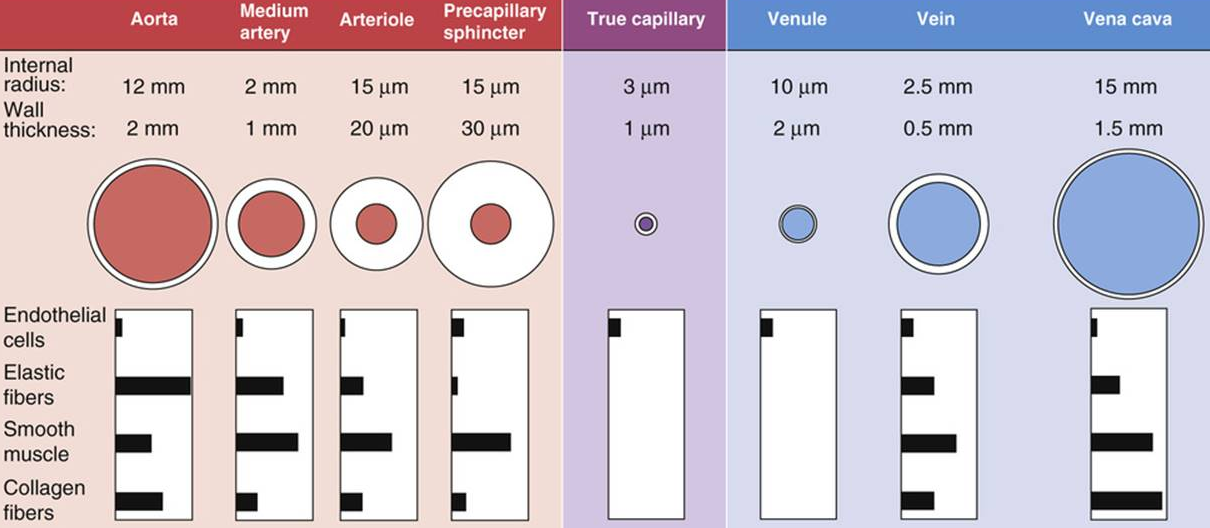 Aorta
Medium
artery
Arteriole
Precapillary
sphincter
True capillary
Venule
Vein
Vena cava
Internal
radius:
12 mm
2 mm
15 μm
15 μm
3 μm
10 μm
2.5 mm
15 mm
Wall
thickness:
2 mm
1 mm
20 μm
30 μm
1 μm
2 μm
0.5 mm
1.5 mm
Endothelial
cells
Elastic
fibers
Smooth
muscle
Collagen
fibers